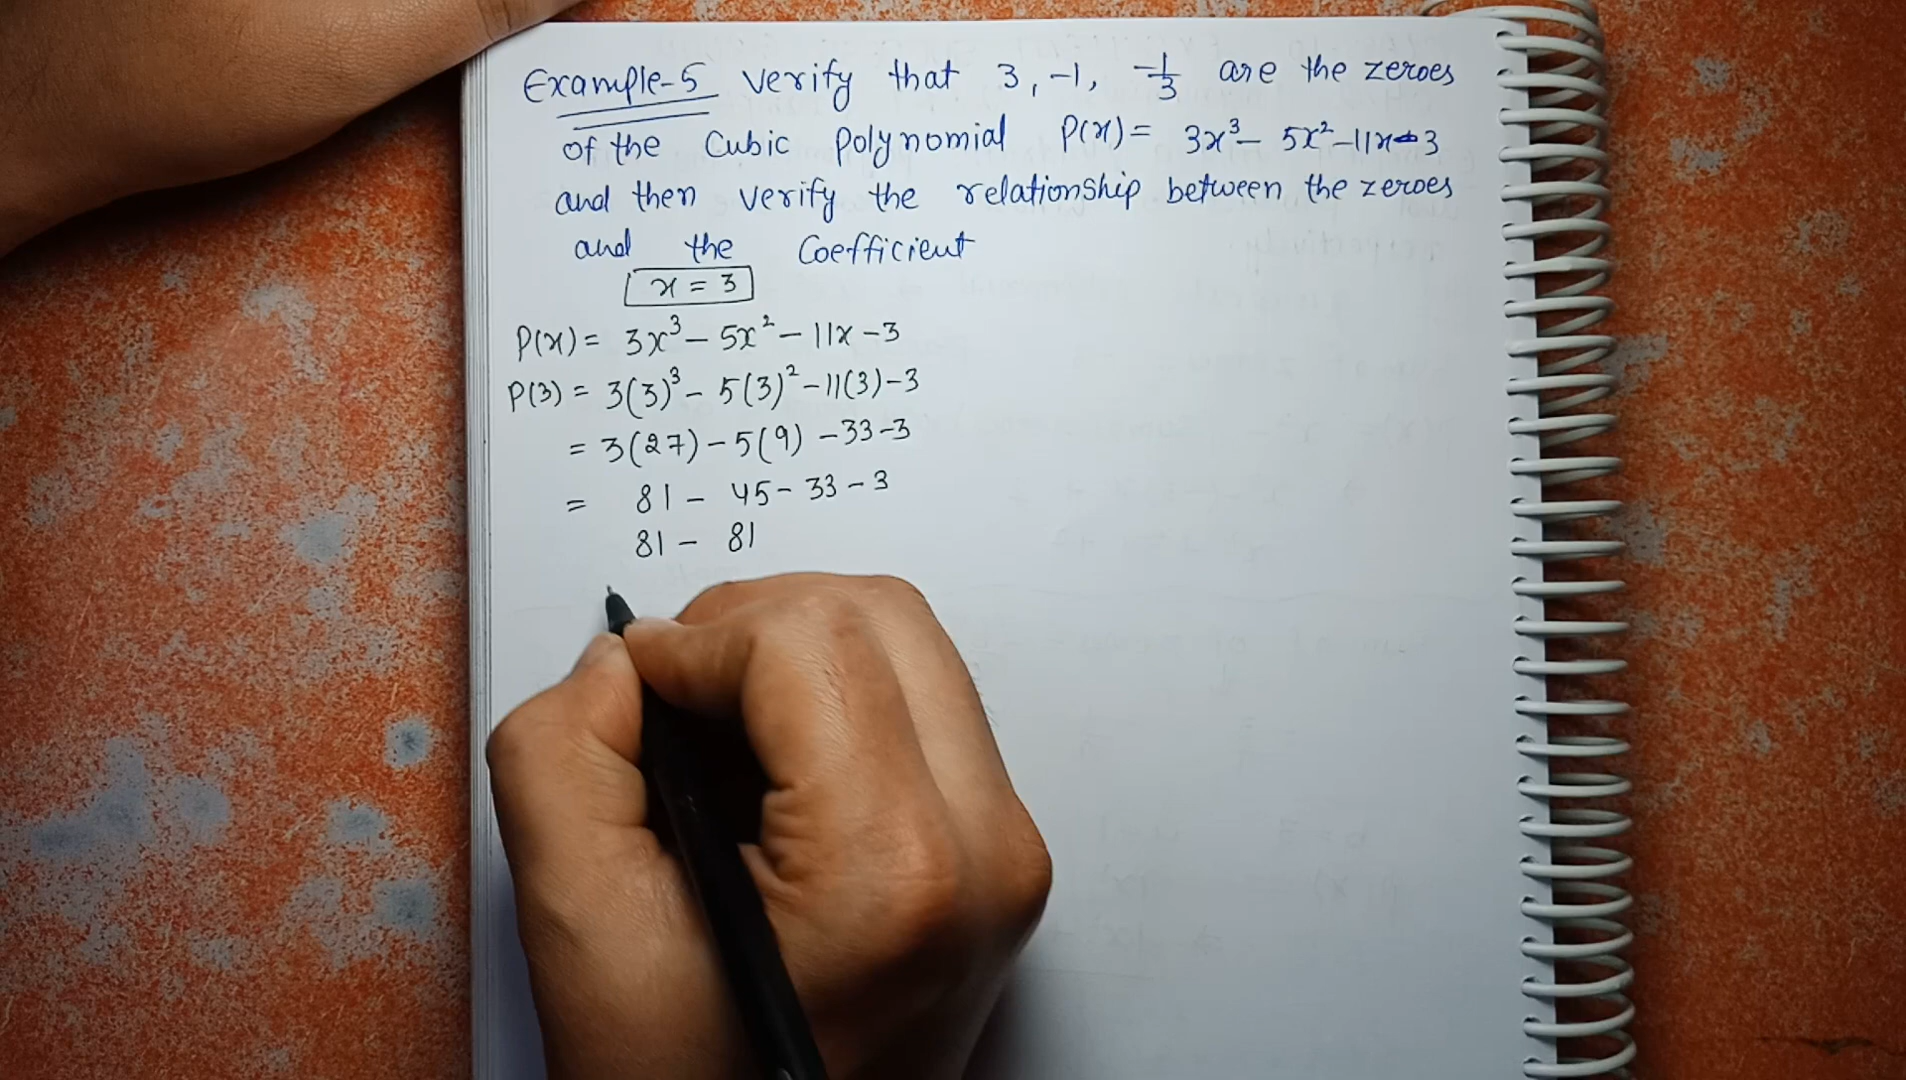 Example-5 Verify that 3, -1, -1/3 are the zeroes
of the Cubic Polynomial P(x) = 3x³ - 5x² - 11x - 3
and then verify the relationship between the zeroes
and the Coefficient
x = 3
P(x) = 3x³ - 5x² - 11x - 3
P(3) = 3(3)³ - 5(3)² - 11(3) - 3
= 3(27) - 5(9) - 33 - 3
= 81 - 45 - 33 - 3
81 - 81